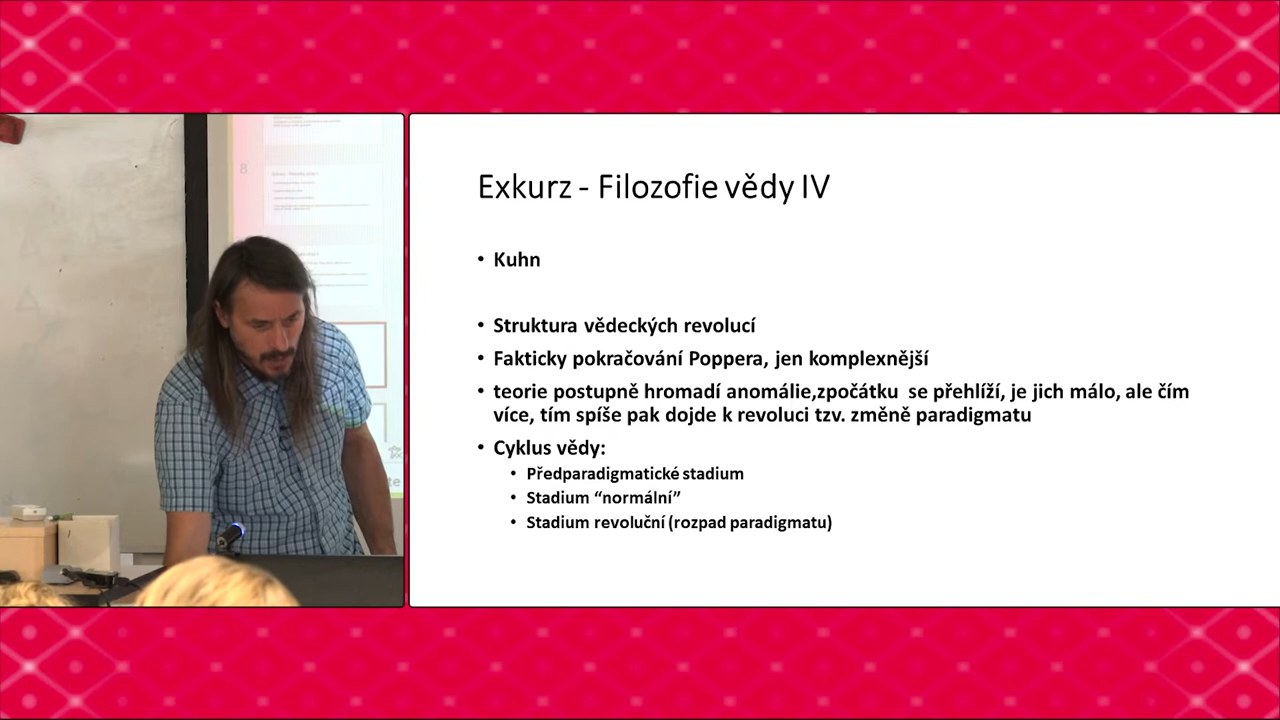 Exkurz - Filozofie vědy IV
• Kuhn
• Struktura vědeckých revolucí
• Fakticky pokračování Poppera, jen komplexnější
• teorie postupně hromadí anomálie,zpočátku  se přehlíží, je jich málo, ale čím
více, tím spíše pak dojde k revoluci tzv. změně paradigmatu
• Cyklus vědy:
• Předparadigmatické stadium
• Stadium “normální”
• Stadium revoluční (rozpad paradigmatu)
8